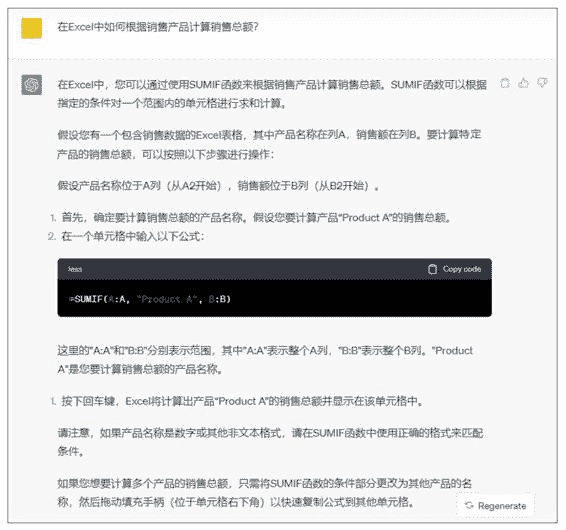 在Excel中如何根据销售产品计算销售总额？
在Excel中，您可以通过使用SUMIF函数来根据销售产品计算销售总额。SUMIF函数可以根据
指定的条件对一个范围内的单元格进行求和计算。
假设您有一个包含销售数据的Excel表格，其中产品名称在列A，销售额在列B。要计算特定
产品的销售总额，可以按照以下步骤进行操作：
假设产品名称位于A列（从A2开始），销售额位于B列（从B2开始）。
1. 首先，确定要计算销售总额的产品名称。假设您要计算产品“Product A”的销售总额。
2. 在一个单元格中输入以下公式：
less Copy code
=SUMIF(A:A, "Product A", B:B)
这里的"A:A"和"B:B"分别表示范围，其中"A:A"表示整个A列，"B:B"表示整个B列。"Product
A"是您要计算销售总额的产品名称。
1. 按下回车键，Excel将计算出产品“Product A”的销售总额并显示在该单元格中。
请注意，如果产品名称是数字或其他非文本格式，请在SUMIF函数中使用正确的格式来匹配
条件。
如果您想要计算多个产品的销售总额，只需将SUMIF函数的条件部分更改为其他产品的名
称，然后拖动填充手柄（位于单元格右下角）以快速复制公式到其他单元格。
Regenerate